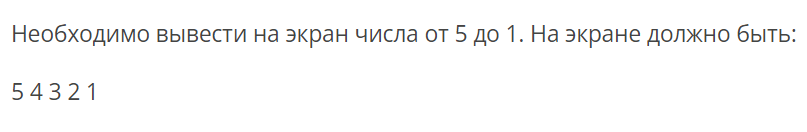 Необходимо вывести на экран числа от 5 до 1. На экране должно быть:
5 4 3 2 1